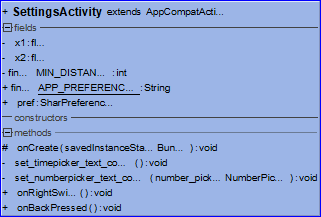 + SettingsActivity extends AppCompatActi...
fields
- x1: fl...
- x2: fl...
- fin... MIN_DISTAN... : int
+ fin... APP_PREFERENC... : String
+ pref: SharPreferenc...
constructors
methods
# onCreate ( savedInstanceSta... Bun... ) : void
- set_timepicker_text_co... () : void
- set_numberpicker_text_co... ( number_pick... NumberPic... ) : void
+ onRightSwi... () : void
+ onBackPressed () : void